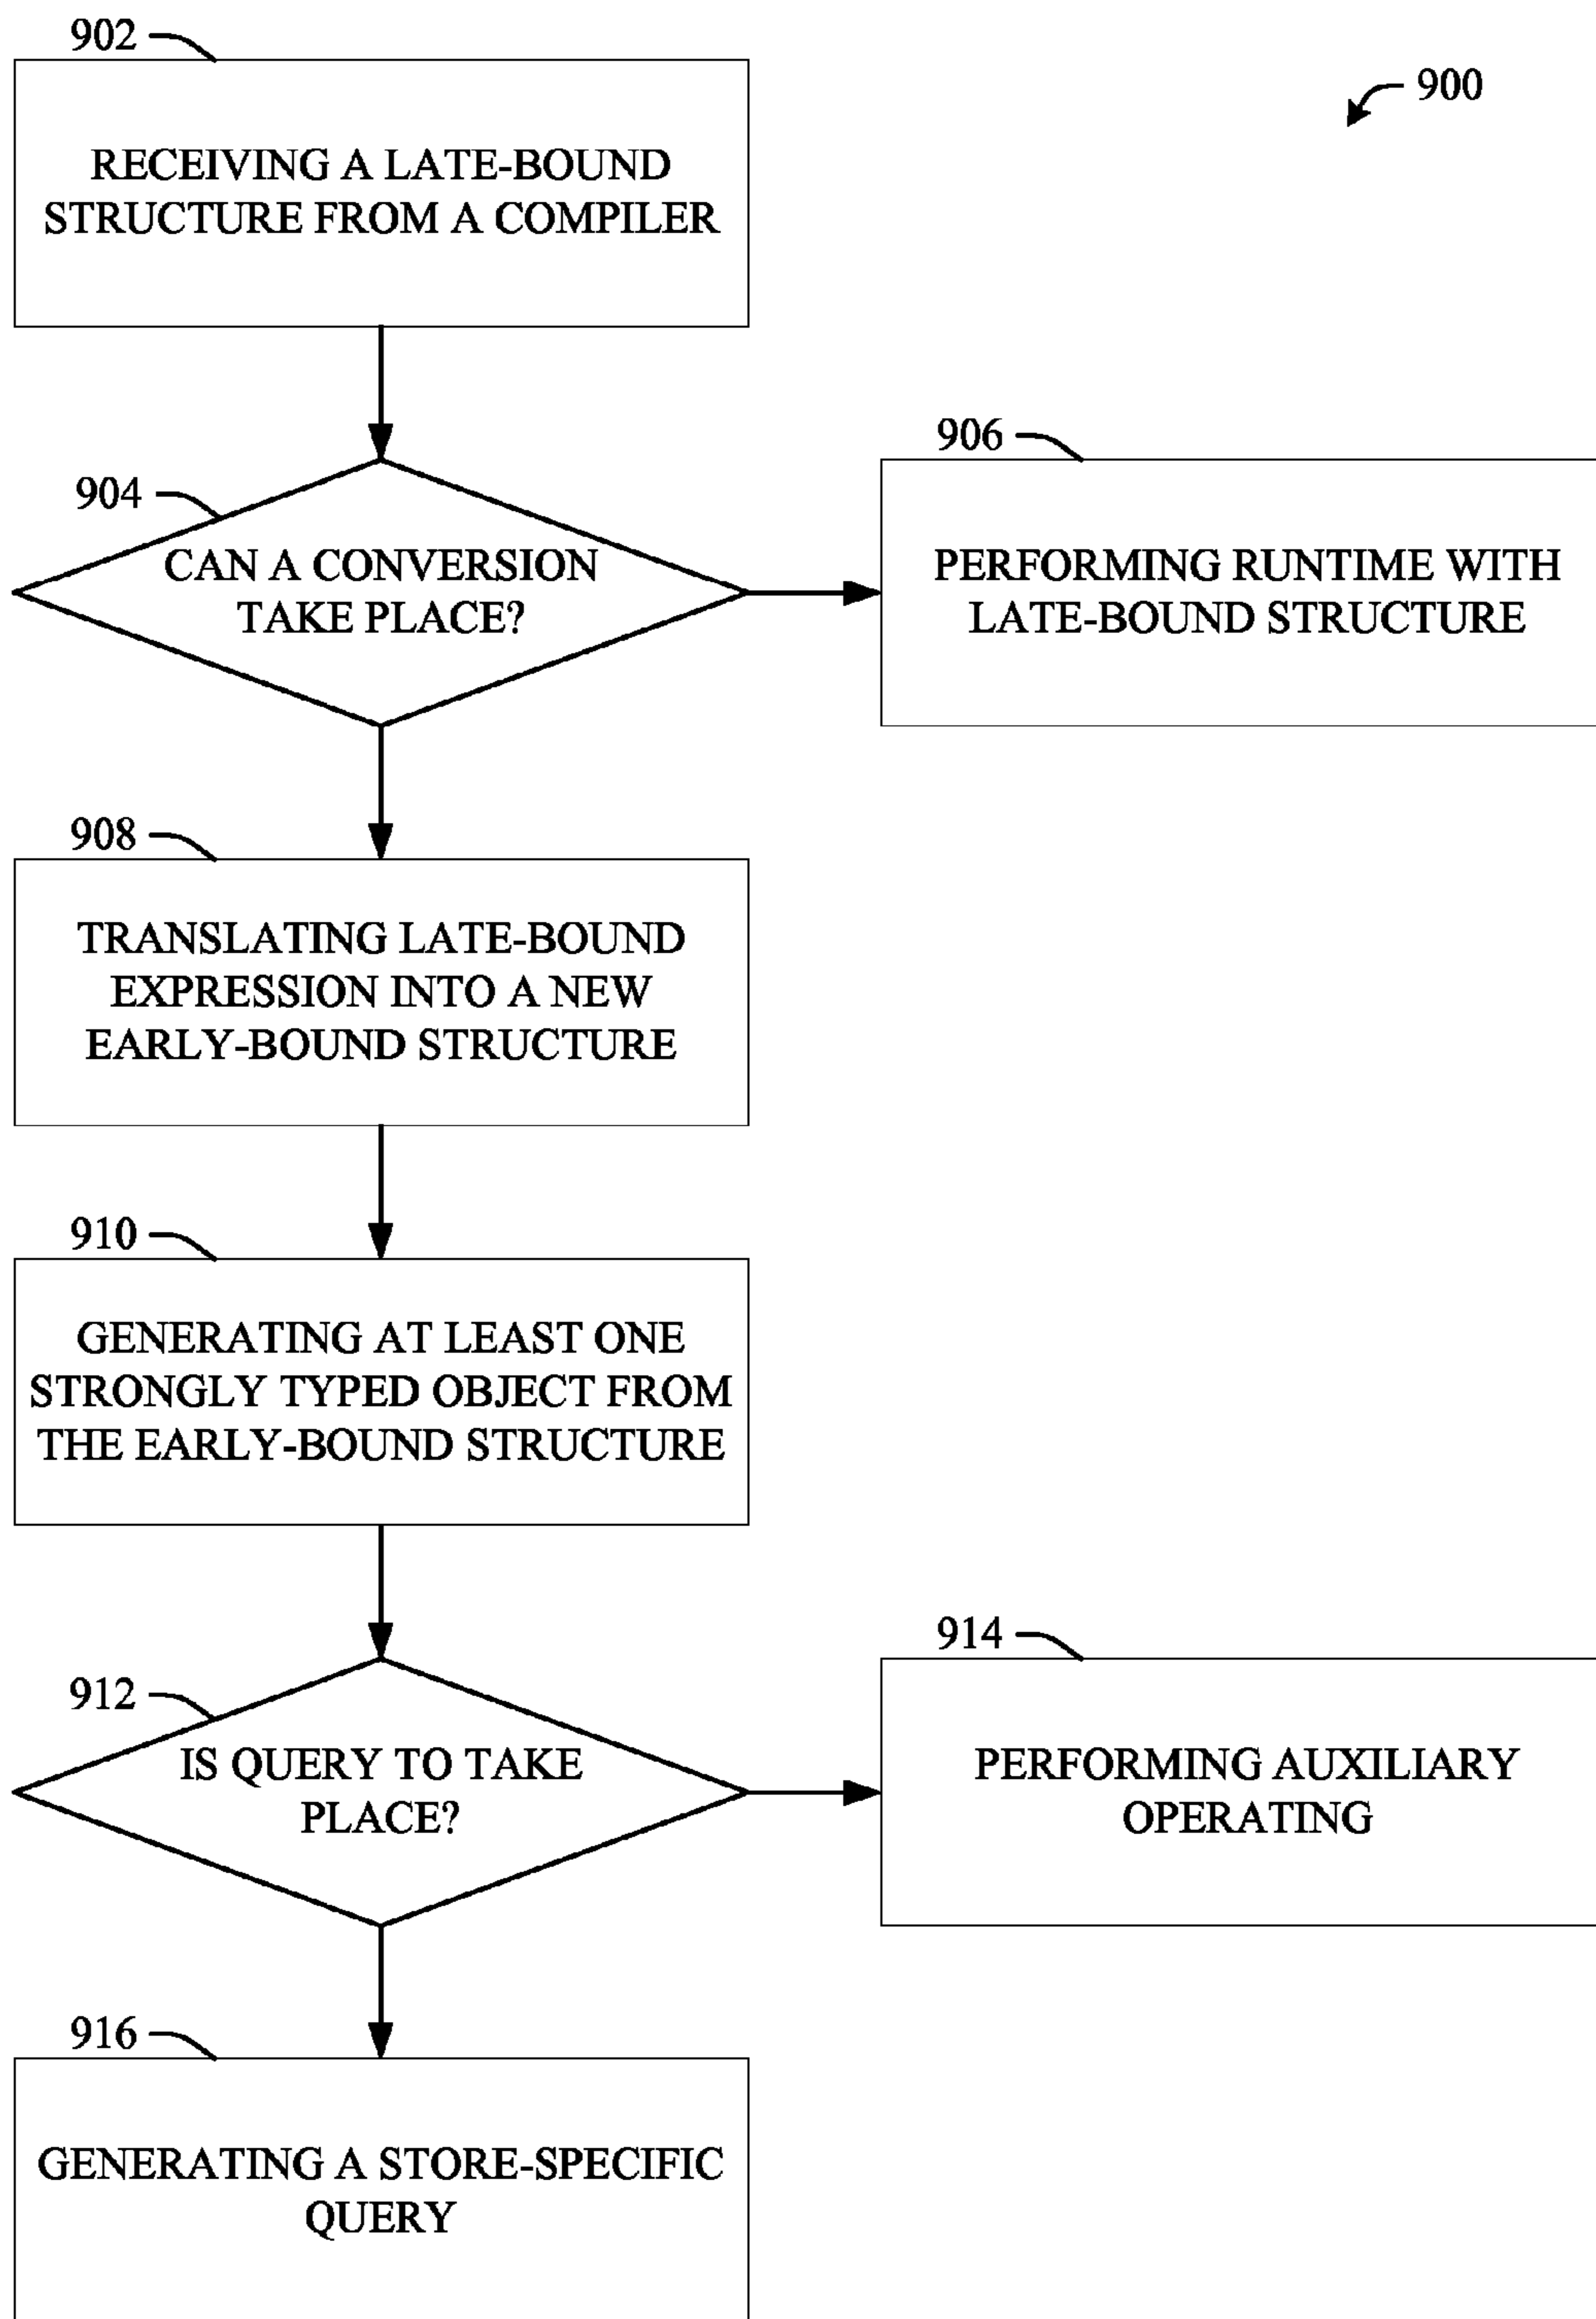 902
900
RECEIVING A LATE-BOUND
STRUCTURE FROM A COMPILER
904
CAN A CONVERSION
TAKE PLACE?
906
PERFORMING RUNTIME WITH
LATE-BOUND STRUCTURE
908
TRANSLATING LATE-BOUND
EXPRESSION INTO A NEW
EARLY-BOUND STRUCTURE
910
GENERATING AT LEAST ONE
STRONGLY TYPED OBJECT FROM
THE EARLY-BOUND STRUCTURE
912
IS QUERY TO TAKE
PLACE?
914
PERFORMING AUXILIARY
OPERATING
916
GENERATING A STORE-SPECIFIC
QUERY